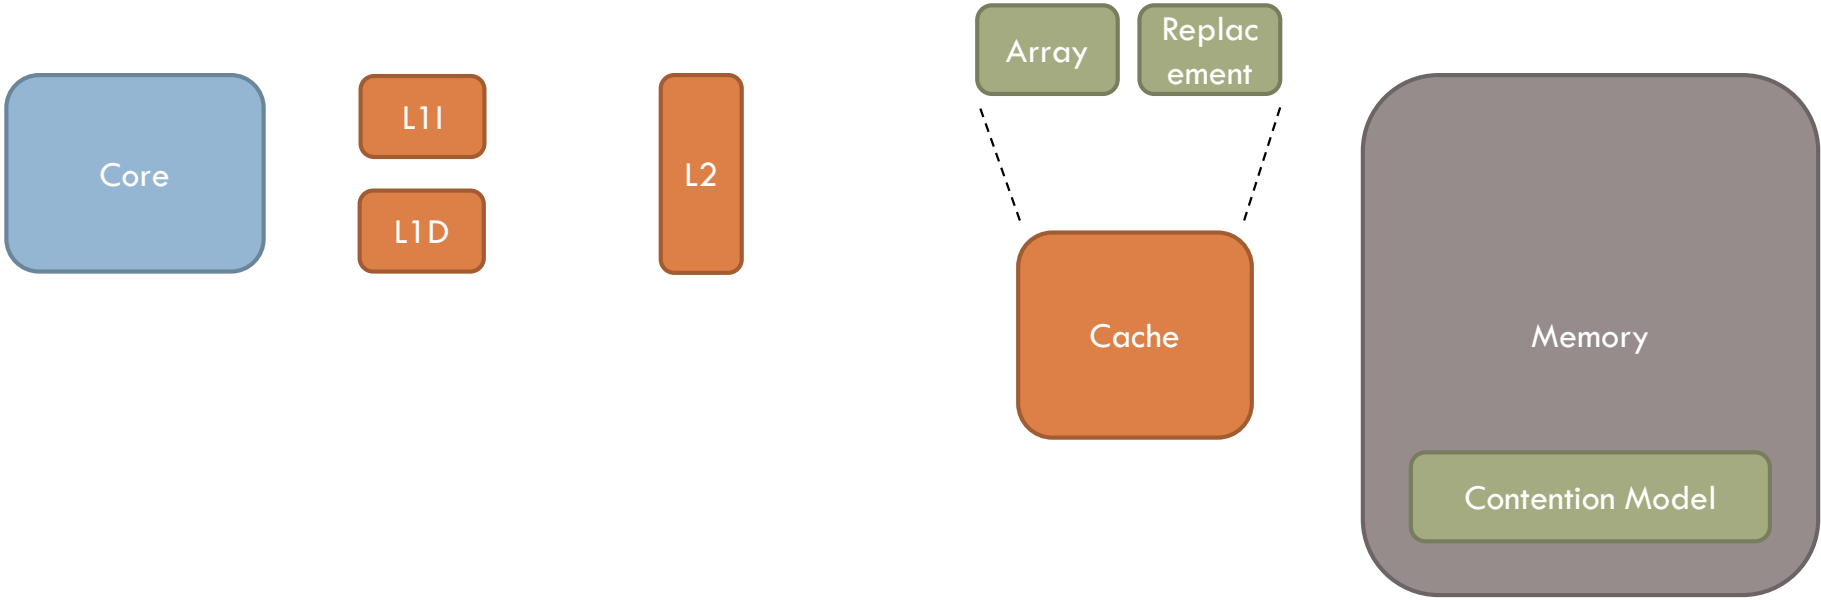 Core
L1I
L1D
L2
Array
Replac
ement
Cache
Memory
Contention Model